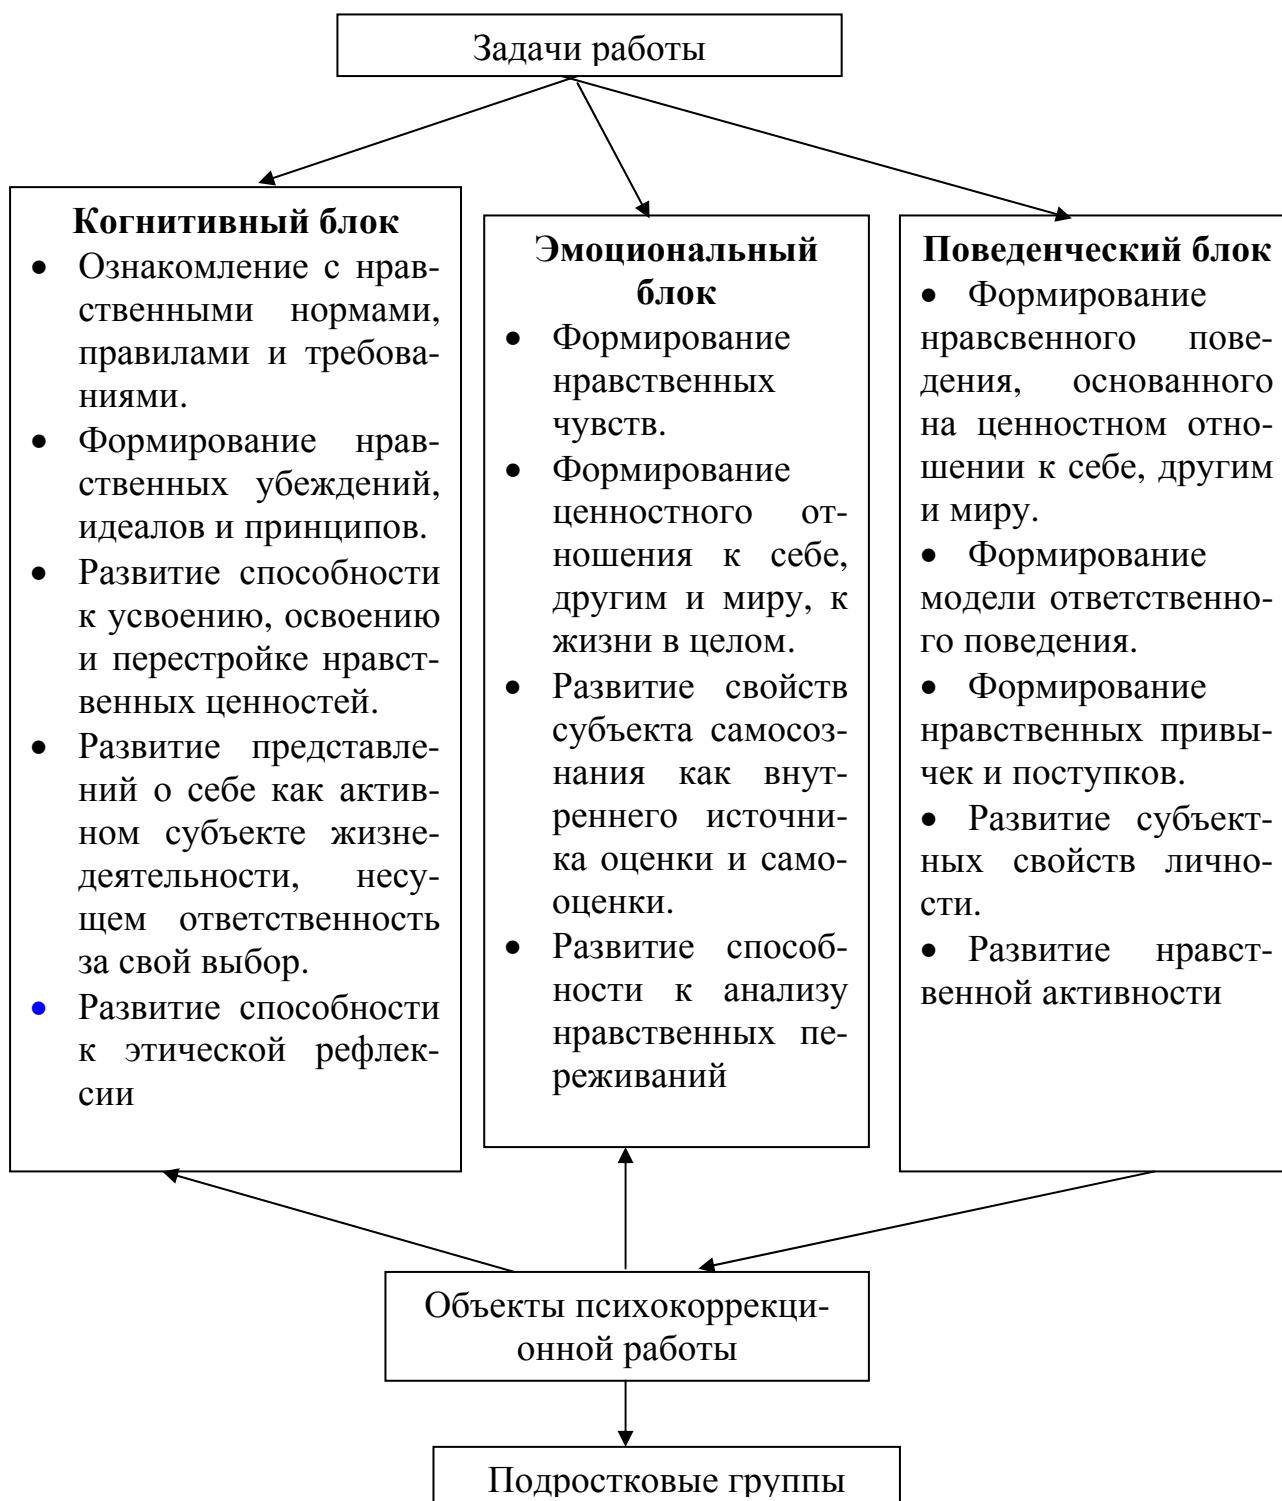 Задачи работы
Когнитивный блок
• Ознакомление с нрав-
ственными нормами,
правилами и требова-
ниями.
• Формирование нрав-
ственных убеждений,
идеалов и принципов.
• Развитие способности
к усвоению, освоению
и перестройке нравст-
венных ценностей.
• Развитие представле-
ний о себе как актив-
ном субъекте жизне-
деятельности, несу-
щем ответственность
за свой выбор.
• Развитие способности
к этической рефлек-
сии
Эмоциональный
блок
• Формирование
нравственных
чувств.
• Формирование
ценностного от-
ношения к себе,
другим и миру, к
жизни в целом.
• Развитие свойств
субъекта самосоз-
нания как внут-
реннего источни-
ка оценки и само-
оценки.
• Развитие способ-
ности к анализу
нравственных пе-
реживаний
Поведенческий блок
• Формирование
нравсвенного пове-
дения, основанного
на ценностном отно-
шении к себе, другим
и миру.
• Формирование
модели ответственно-
го поведения.
• Формирование
нравственных привы-
чек и поступков.
• Развитие субъект-
ных свойств лично-
сти.
• Развитие нравст-
венной активности
Объекты психокоррекци-
онной работы
Подростковые группы